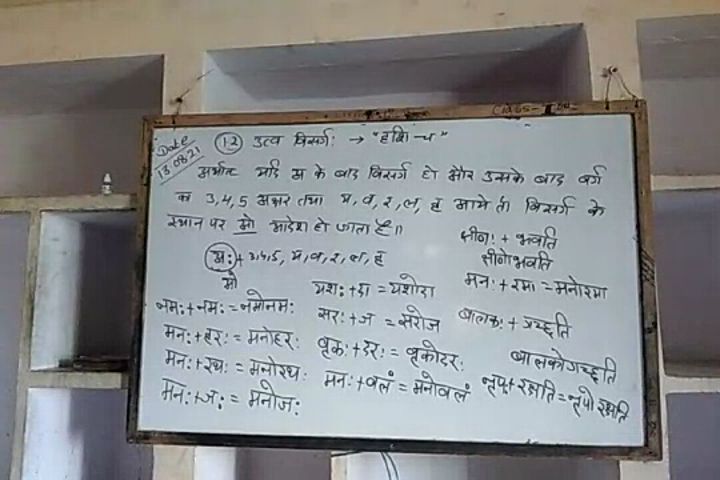 Date
13.08.21
(12) उत्व विसर्ग: → "हशि-च"
अर्थात् यदि अ के बाद विसर्ग हो और उसके बाद वर्ग
का 3,4,5 अक्षर तथा य, व, र, ल, ह आये तो विसर्ग के
स्थान पर ओ आदेश हो जाता है॥
अ: + 3,4,5, य, व, र, ल, ह
ओ
नम: + नम: = नमोनम:
मन: + हर: = मनोहर:
मन: + रथ: = मनोरथ:
मन: + ज: = मनोज:
यश: + दा = यशोदा
सर: + ज = सरोज
वृक: + दर: = वृकोदर:
मन: + बलं = मनोबलं
+ भवति
मन: + रमा = मनोरमा
बालक: + गच्छति
बालकोगच्छति
नृप: + रक्षति = नृपो रक्षति